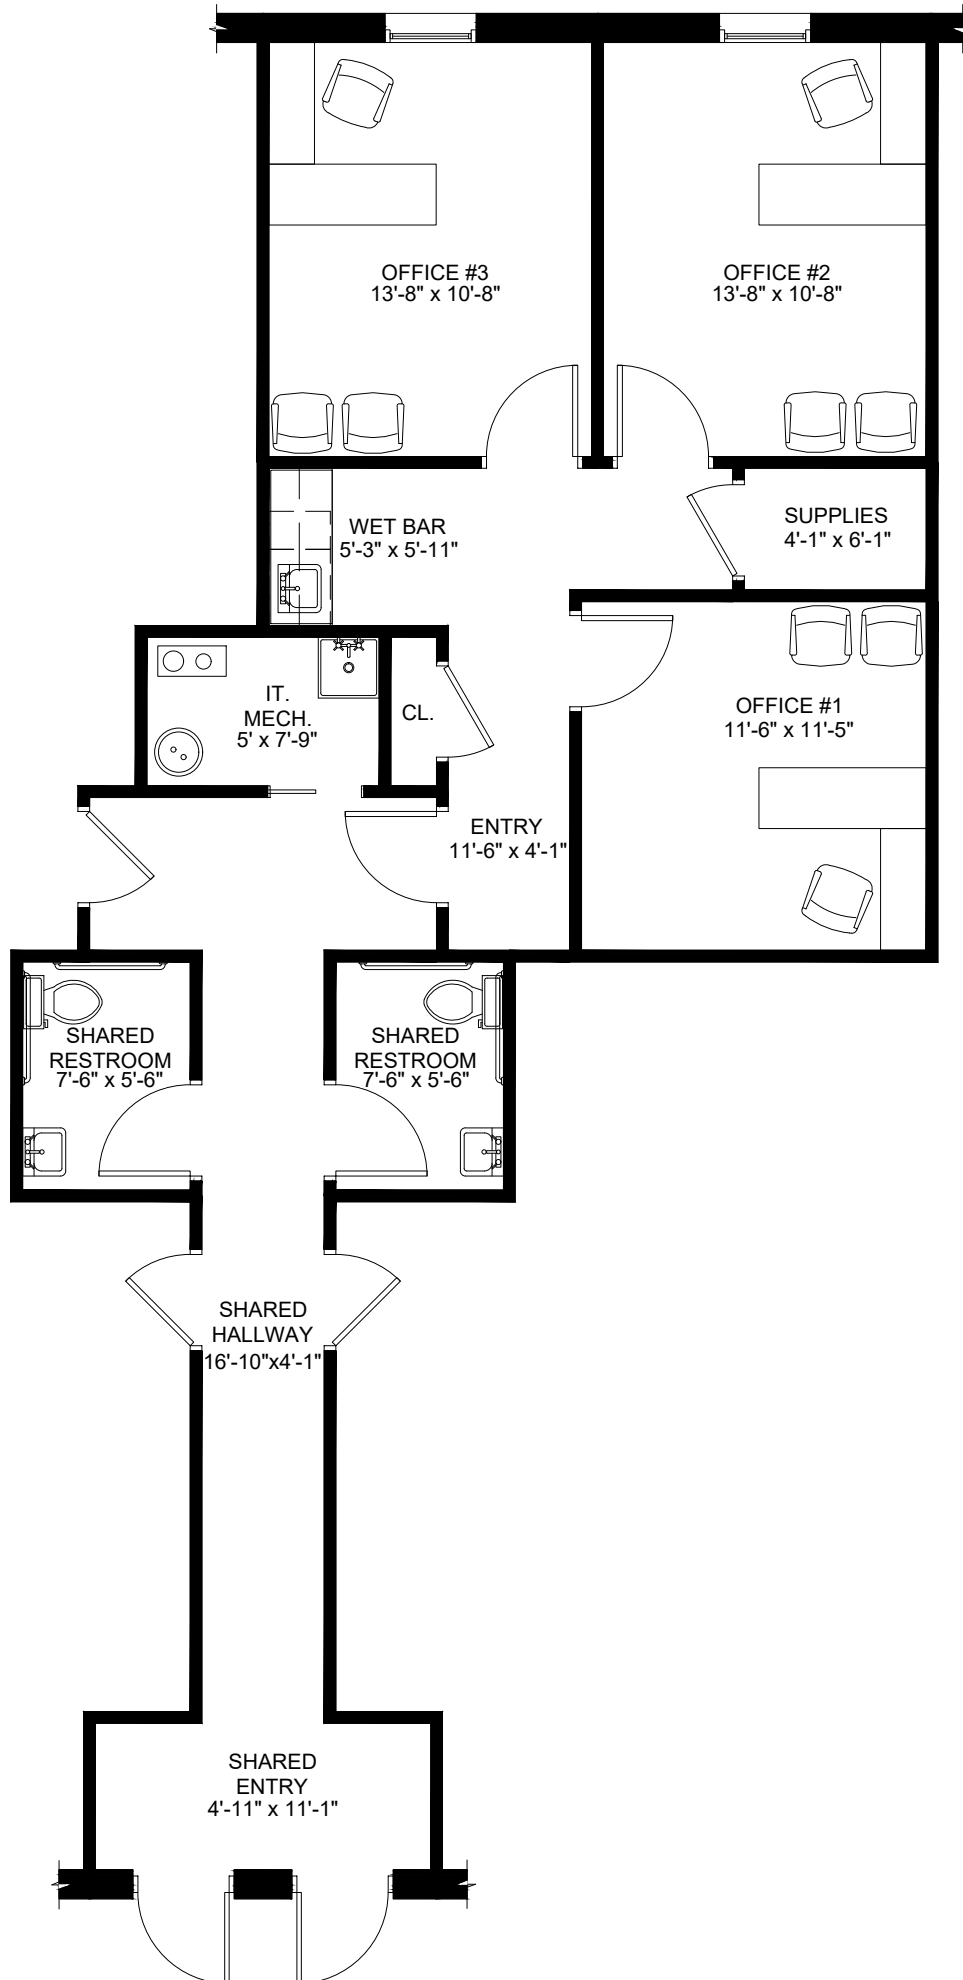 OFFICE #3
13'-8" x 10'-8"
OFFICE #2
13'-8" x 10'-8"
WET BAR
5'-3" x 5'-11"
SUPPLIES
4'-1" x 6'-1"
IT.
MECH.
5' x 7'-9"
CL.
OFFICE #1
11'-6" x 11'-5"
ENTRY
11'-6" x 4'-1"
SHARED
RESTROOM
7'-6" x 5'-6"
SHARED
RESTROOM
7'-6" x 5'-6"
SHARED
HALLWAY
16'-10"x4'-1"
SHARED
ENTRY
4'-11" x 11'-1"